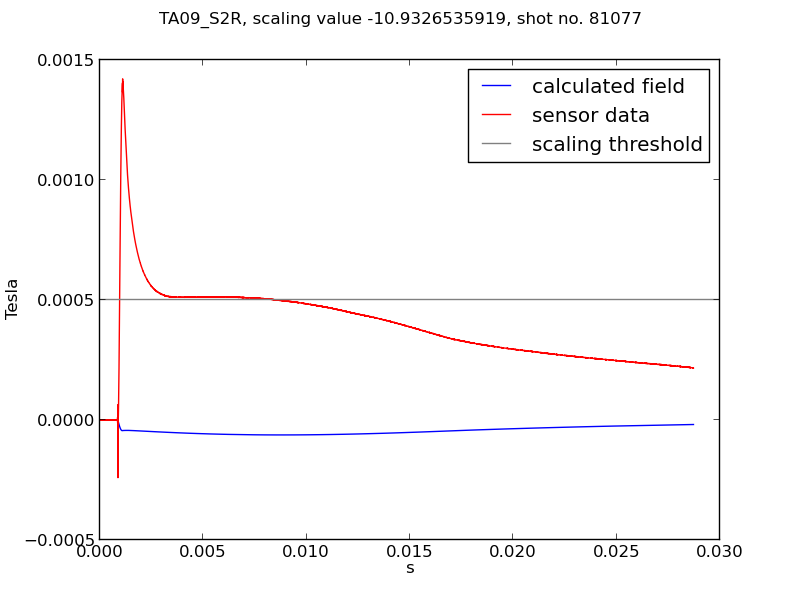 TA09_S2R, scaling value -10.9326535919, shot no. 81077
0.0015
0.0010
0.0005
0.0000
−0.0005
Tesla
calculated field
sensor data
scaling threshold
0.000 0.005 0.010 0.015 0.020 0.025 0.030
s